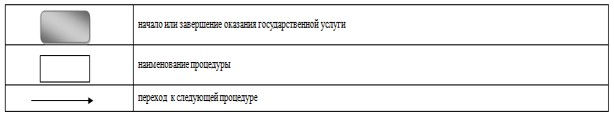 начало или завершение оказания государственной услуги
наименование процедуры
переход к следующей процедуре